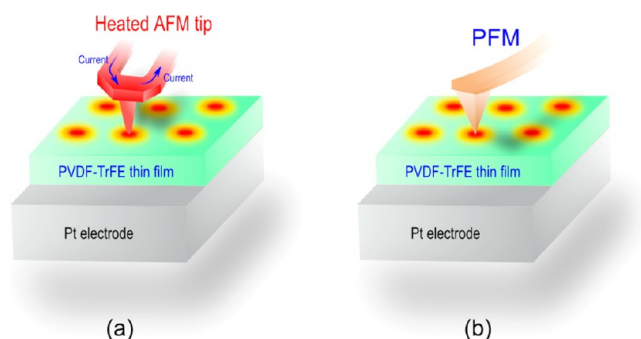 Heated AFM tip
Current
Current
PVDF-TrFE thin film
Pt electrode
(a)
PFM
PVDF-TrFE thin film
Pt electrode
(b)